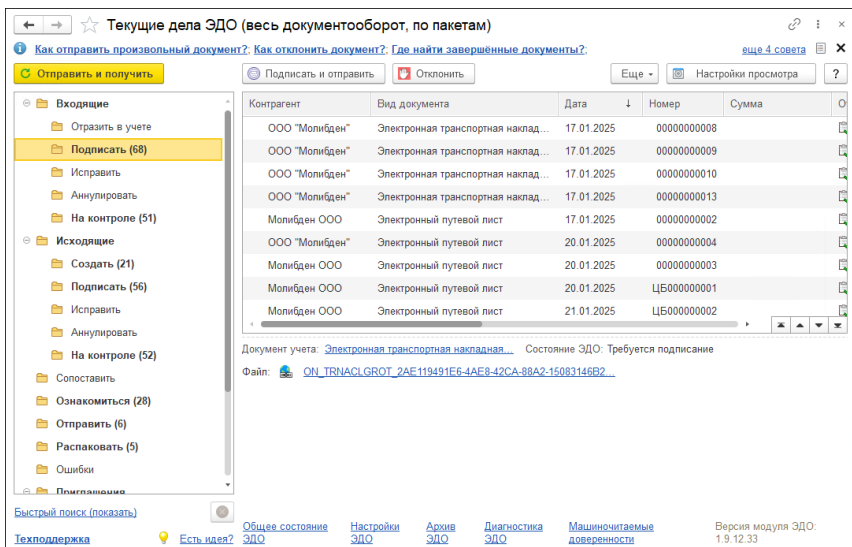 Текущие дела ЭДО (весь документооборот, по пакетам)
Как отправить произвольный документ?; Как отклонить документ?; Где найти завершённые документы?; еще 4 совета
Отправить и получить Подписать и отправить Отклонить Еще Настройки просмотра ?
Входящие
Отразить в учете
Подписать (68)
Исправить
Аннулировать
На контроле (51)
Исходящие
Создать (21)
Подписать (56)
Исправить
Аннулировать
На контроле (52)
Сопоставить
Ознакомиться (28)
Отправить (6)
Распаковать (5)
Ошибки
Приглашения
Быстрый поиск (показать)
Техподдержка Есть идея?
Контрагент Вид документа Дата ↓ Номер Сумма
ООО "Молибден" Электронная транспортная наклад... 17.01.2025 00000000008
ООО "Молибден" Электронная транспортная наклад... 17.01.2025 00000000009
ООО "Молибден" Электронная транспортная наклад... 17.01.2025 00000000010
ООО "Молибден" Электронная транспортная наклад... 17.01.2025 00000000013
Молибден ООО Электронный путевой лист 17.01.2025 00000000002
ООО "Молибден" Электронный путевой лист 20.01.2025 00000000004
Молибден ООО Электронный путевой лист 20.01.2025 00000000003
Молибден ООО Электронный путевой лист 20.01.2025 ЦБ000000001
Молибден ООО Электронный путевой лист 21.01.2025 ЦБ000000002
Документ учета: Электронная транспортная накладная... Состояние ЭДО: Требуется подписание
Файл: ON_TRNACLGROT_2AE119491E6-4AE8-42CA-88A2-15083146B2...
Общее состояние ЭДО
Настройки ЭДО
Архив ЭДО
Диагностика ЭДО
Машиночитаемые доверенности
Версия модуля ЭДО:
1.9.12.33